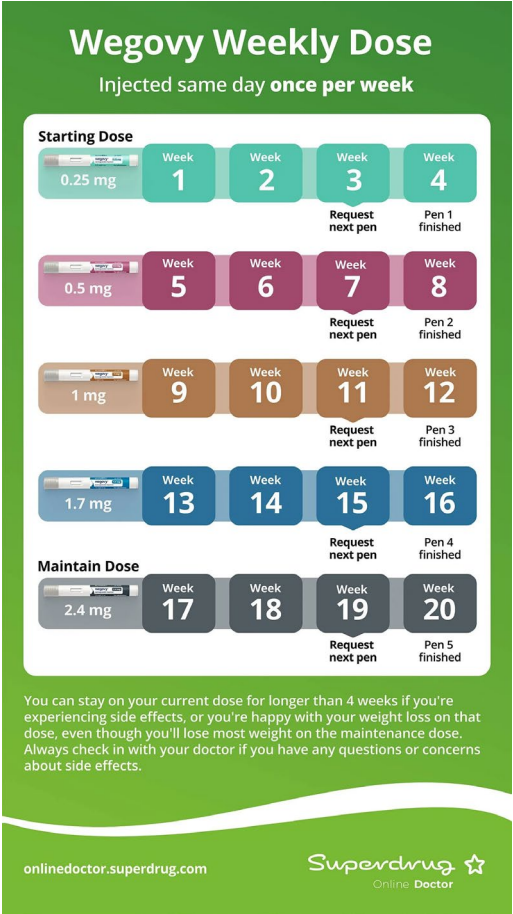 Wegovy Weekly Dose
Injected same day once per week
Starting Dose
0.25 mg
Week
1
Week
2
Week
3
Week
4
Request
next pen
Pen 1
finished
0.5 mg
Week
5
Week
6
Week
7
Week
8
Request
next pen
Pen 2
finished
1 mg
Week
9
Week
10
Week
11
Week
12
Request
next pen
Pen 3
finished
1.7 mg
Week
13
Week
14
Week
15
Week
16
Request
next pen
Pen 4
finished
Maintain Dose
2.4 mg
Week
17
Week
18
Week
19
Week
20
Request
next pen
Pen 5
finished
You can stay on your current dose for longer than 4 weeks if you're
experiencing side effects, or you're happy with your weight loss on that
dose, even though you'll lose most weight on the maintenance dose.
Always check in with your doctor if you have any questions or concerns
about side effects.
onlinedoctor.superdrug.com
Superdrug
Online Doctor